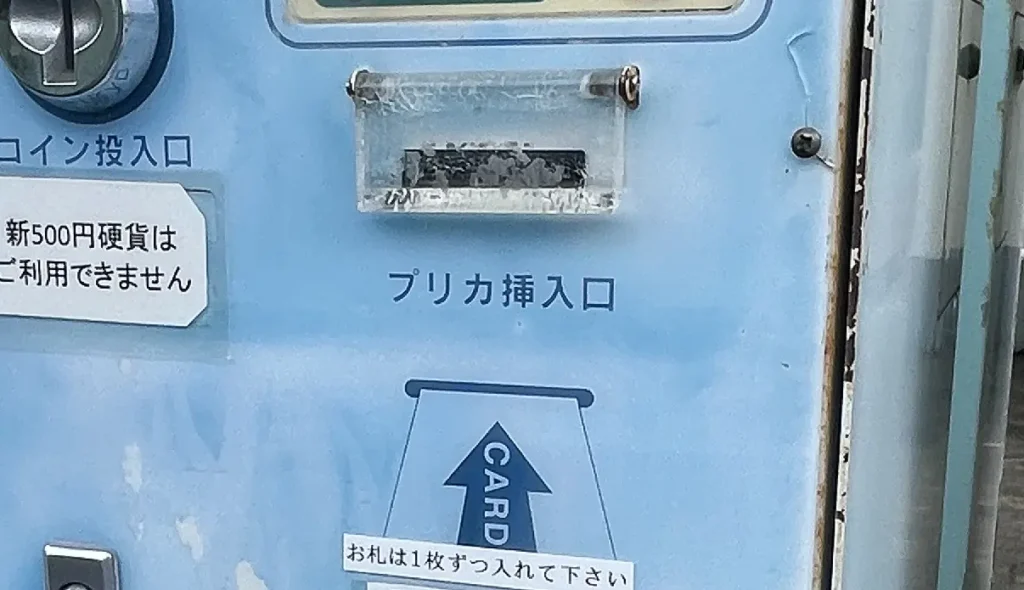 コイン投入口
新500円硬貨は
ご利用できません
プリカ挿入口
CARD
お札は1枚ずつ入れて下さい